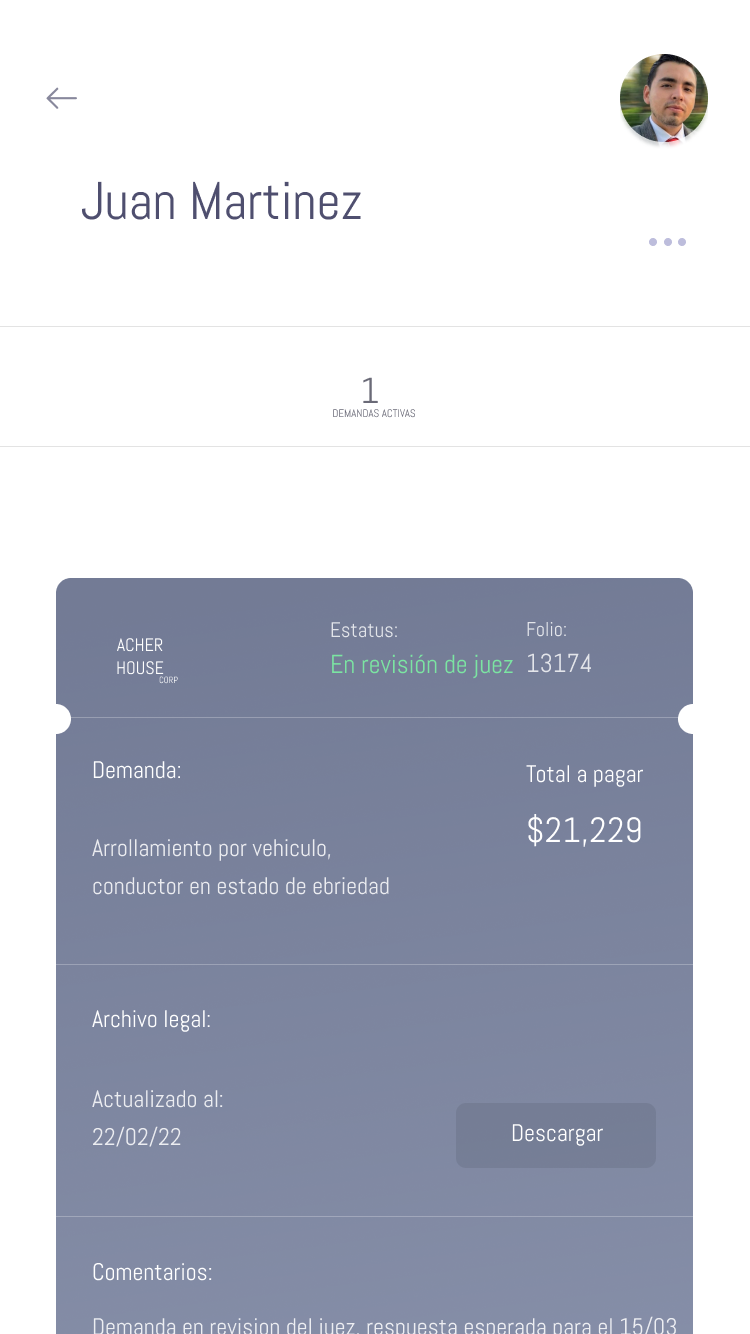 Juan Martinez
1
DEMANDAS ACTIVAS
ACHER
HOUSE
CORP
Estatus:
En revisión de juez
Folio:
13174
Demanda:
Arrollamiento por vehiculo,
conductor en estado de ebriedad
Total a pagar
$21,229
Archivo legal:
Actualizado al:
22/02/22
Descargar
Comentarios:
Demanda en revision del juez, respuesta esperada para el 15/03